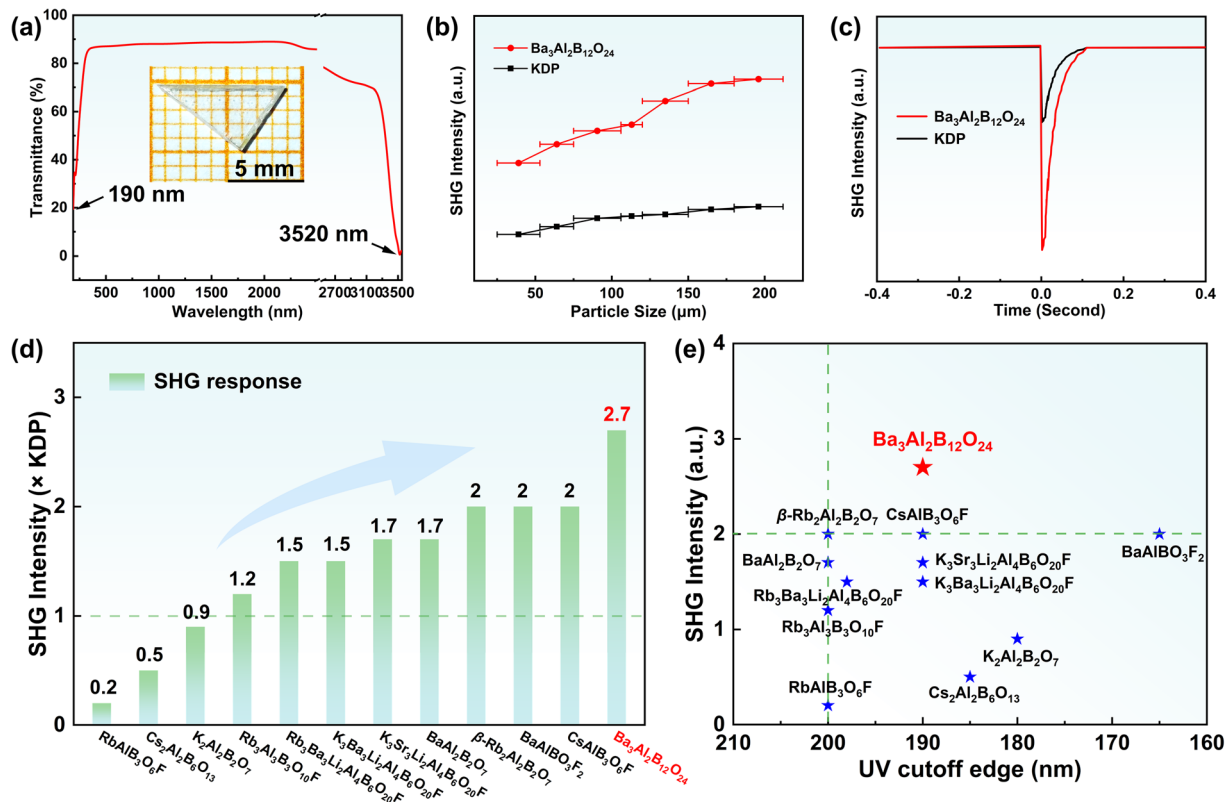 (a)
Transmittance (%)
100
80
60
40
20
0
5 mm
190 nm
3520 nm
500
1000
1500
2000
2700
3100
3500
Wavelength (nm)
(b)
SHG Intensity (a.u.)
Ba₃Al₂B₁₂O₂₄
KDP
50
100
150
200
Particle Size (μm)
(c)
SHG Intensity (a.u.)
Ba₃Al₂B₁₂O₂₄
KDP
-0.4
-0.2
0.0
0.2
0.4
Time (Second)
(d)
SHG Intensity (× KDP)
SHG response
3
2
1
0
0.2
0.5
0.9
1.2
1.5
1.5
1.7
1.7
2
2
2
2.7
RbAlB₃O₆F
Cs₂Al₂B₆O₁₃
K₂Al₂B₂O₇
Rb₃Al₃B₃O₁₀F
Rb₃Ba₃Li₂Al₄B₆O₂₀F
K₃Ba₃Li₂Al₄B₆O₂₀F
K₃Sr₃Li₂Al₄B₆O₂₀F
BaAl₂B₂O₇
β-Rb₂Al₂B₂O₇
BaAlBO₃F₂
CsAlB₃O₆F
Ba₃Al₂B₁₂O₂₄
(e)
SHG Intensity (a.u.)
4
3
2
1
0
Ba₃Al₂B₁₂O₂₄
β-Rb₂Al₂B₂O₇
CsAlB₃O₆F
BaAlBO₃F₂
BaAl₂B₂O₇
K₃Sr₃Li₂Al₄B₆O₂₀F
Rb₃Ba₃Li₂Al₄B₆O₂₀F
K₃Ba₃Li₂Al₄B₆O₂₀F
Rb₃Al₃B₃O₁₀F
K₂Al₂B₂O₇
RbAlB₃O₆F
Cs₂Al₂B₆O₁₃
210
200
190
180
170
160
UV cutoff edge (nm)